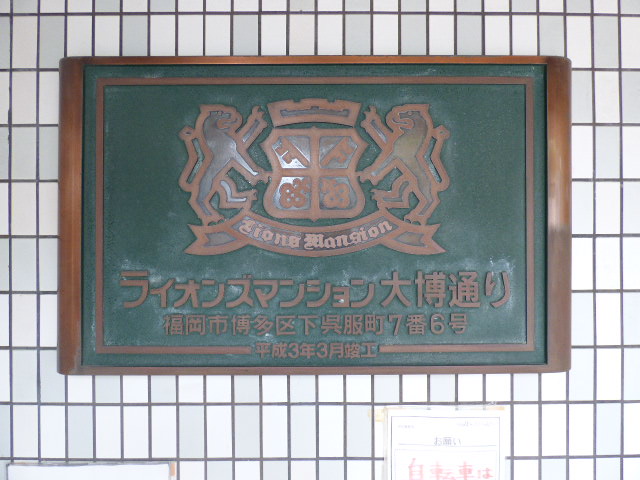 Lions Mansion
ライオンズマンション大博通り
福岡市博多区下呉服町7番6号
平成3年3月竣工
お願い
自転車は